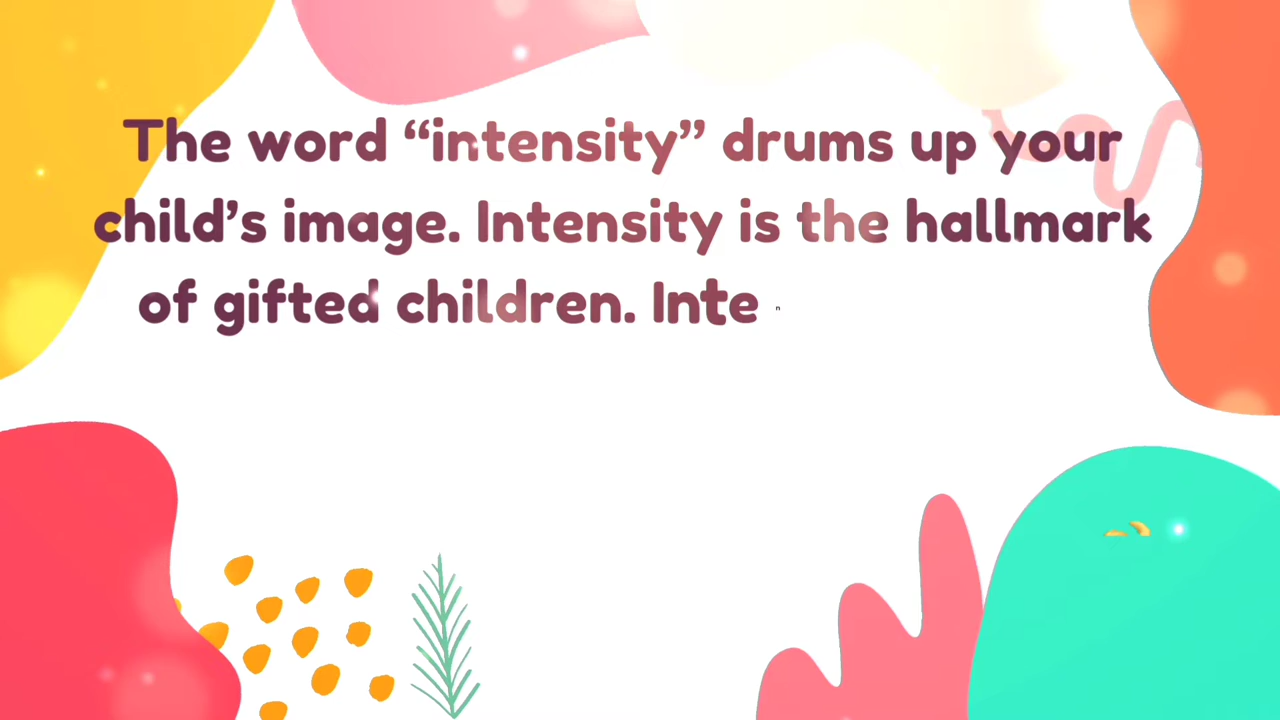 The word “intensity” drums up your
child’s image. Intensity is the hallmark
of gifted children. Inte